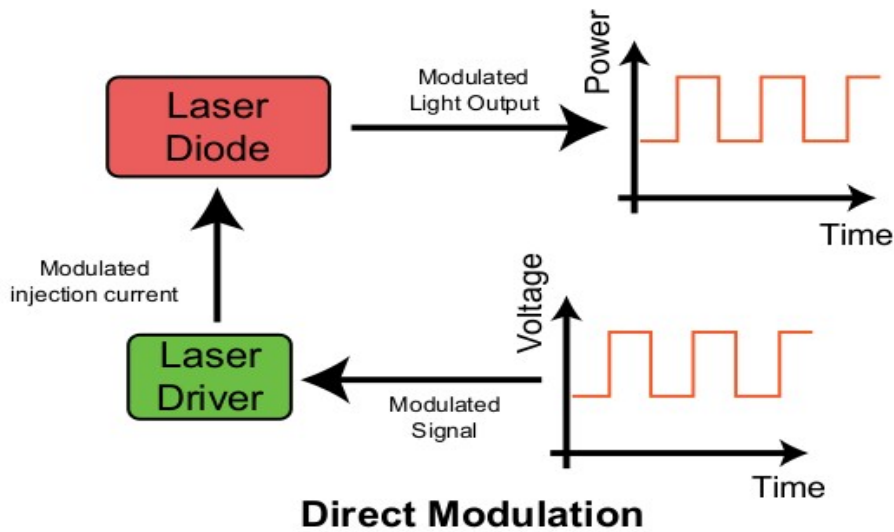 Laser
Diode
Modulated
Light Output
Power
Time
Modulated
injection current
Laser
Driver
Modulated
Signal
Voltage
Time
Direct Modulation